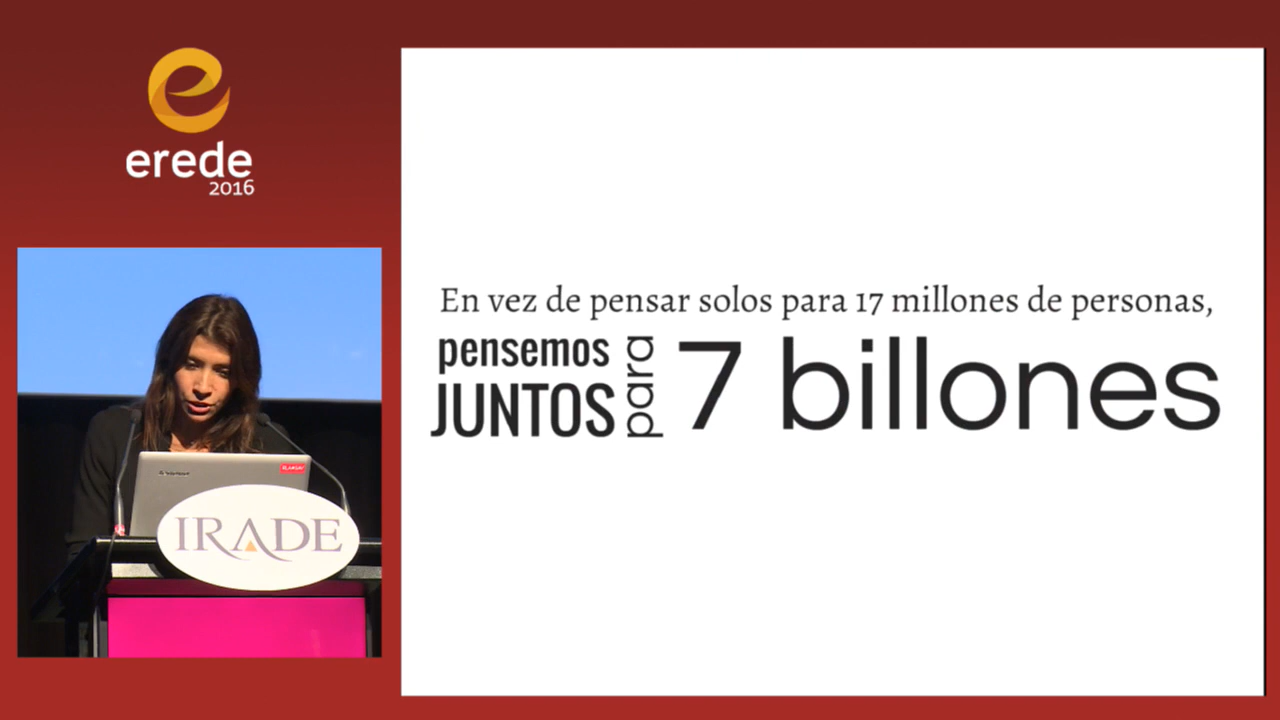 erede
2016
En vez de pensar solos para 17 millones de personas,
pensemos
JUNTOS
para
7 billones
IRADE